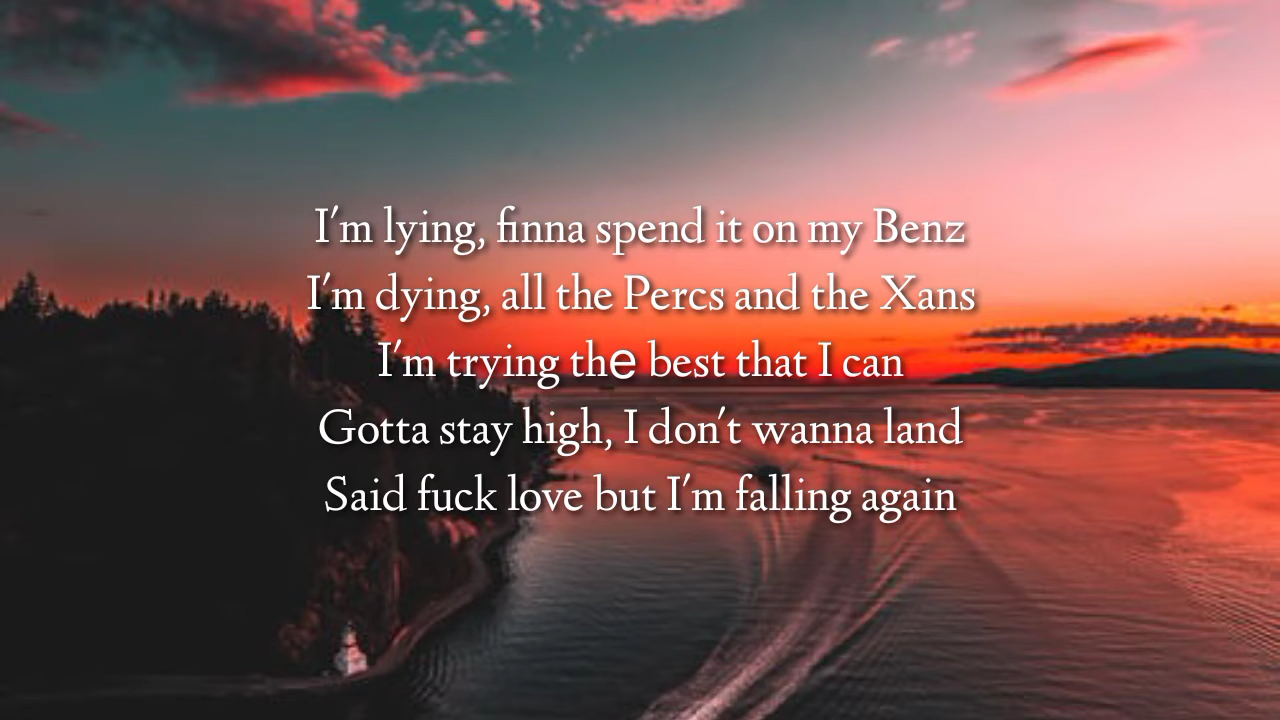 I'm lying, finna spend it on my Benz
I'm dying, all the Percs and the Xans
I'm trying the best that I can
Gotta stay high, I don't wanna land
Said fuck love but I'm falling again